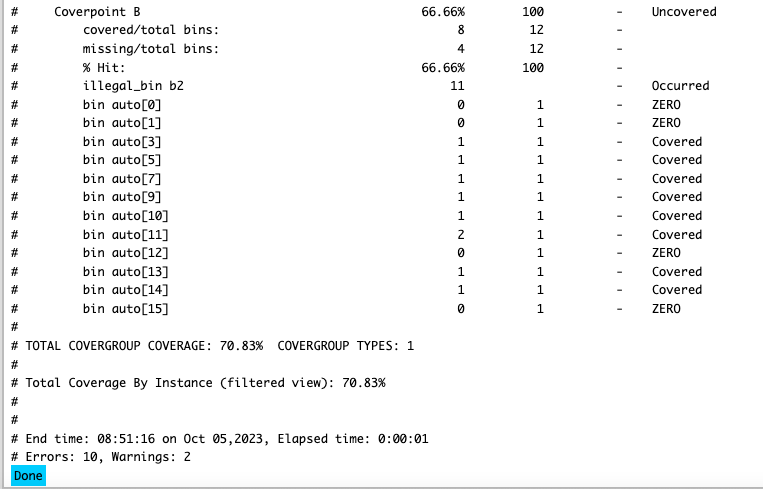 #     Coverpoint B                                     66.66%        100          -    Uncovered
#         covered/total bins:                               8         12          -
#         missing/total bins:                               4         12          -
#         % Hit:                                       66.66%        100          -
#         illegal_bin b2                                   11                     -    Occurred
#         bin auto[0]                                       0          1          -    ZERO
#         bin auto[1]                                       0          1          -    ZERO
#         bin auto[3]                                       1          1          -    Covered
#         bin auto[5]                                       1          1          -    Covered
#         bin auto[7]                                       1          1          -    Covered
#         bin auto[9]                                       1          1          -    Covered
#         bin auto[10]                                      1          1          -    Covered
#         bin auto[11]                                      2          1          -    Covered
#         bin auto[12]                                      0          1          -    ZERO
#         bin auto[13]                                      1          1          -    Covered
#         bin auto[14]                                      1          1          -    Covered
#         bin auto[15]                                      0          1          -    ZERO
#
# TOTAL COVERGROUP COVERAGE: 70.83%  COVERGROUP TYPES: 1
#
# Total Coverage By Instance (filtered view): 70.83%
#
#
# End time: 08:51:16 on Oct 05,2023, Elapsed time: 0:00:01
# Errors: 10, Warnings: 2
Done